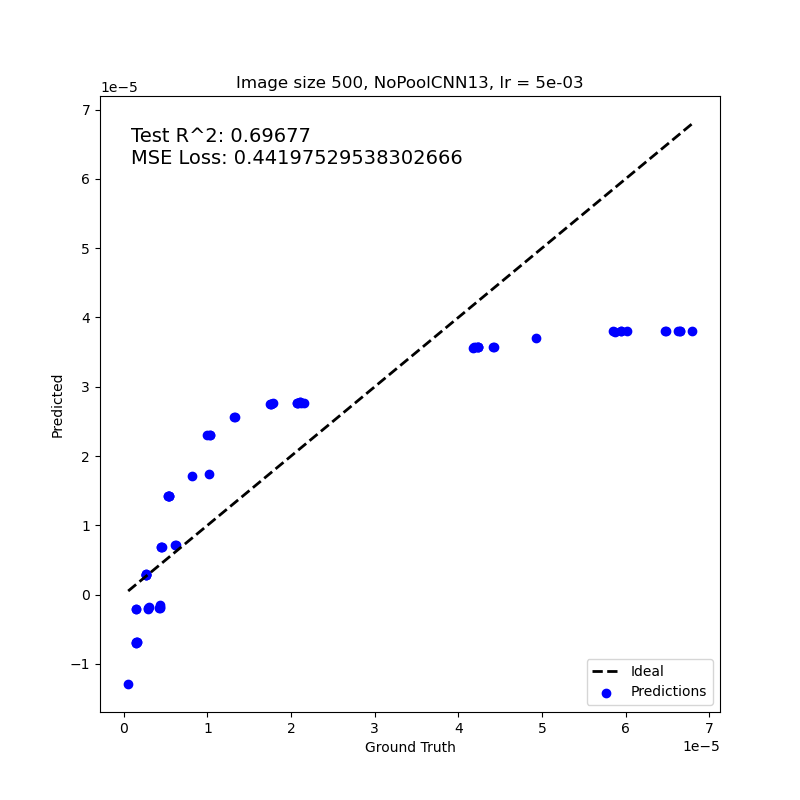 Image size 500, NoPoolCNN13, lr = 5e-03
1e−5
7
6
5
4
3
2
1
0
−1
Test R^2: 0.69677
MSE Loss: 0.44197529538302666
Predicted
Ideal
Predictions
0 1 2 3 4 5 6 7
1e−5
Ground Truth